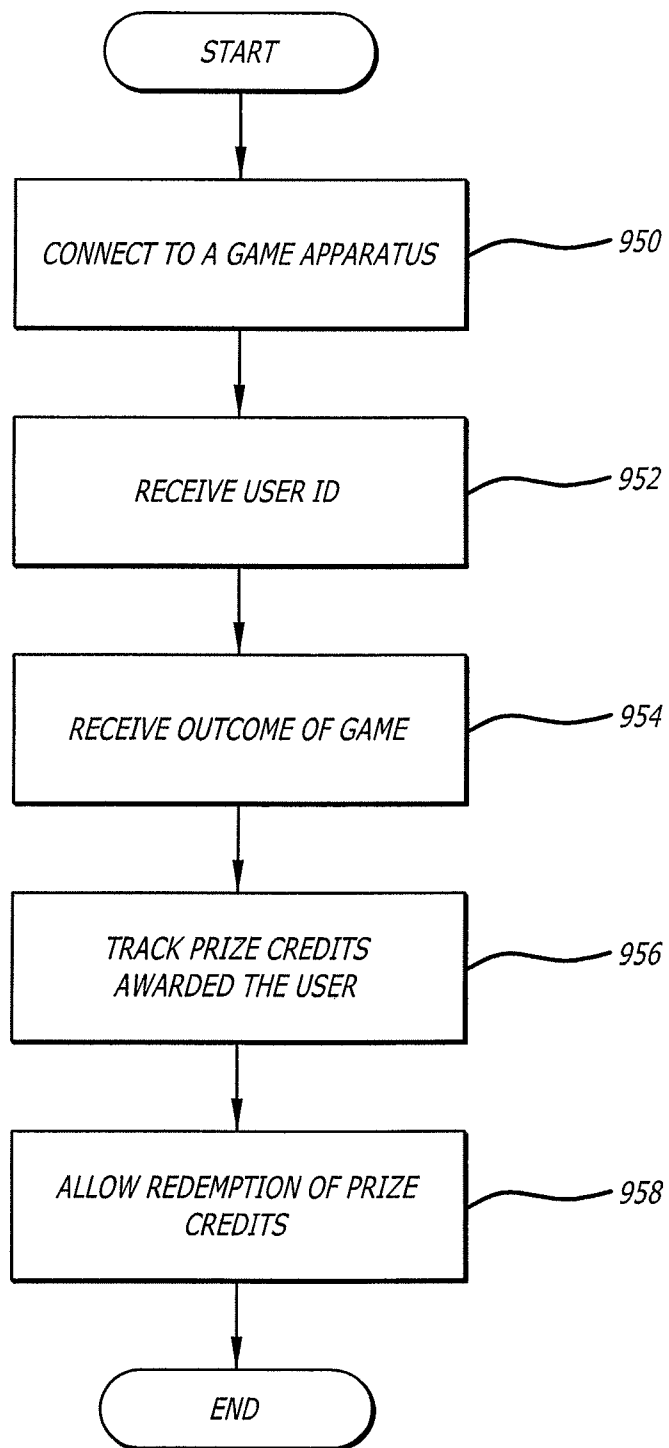 START
CONNECT TO A GAME APPARATUS
950
RECEIVE USER ID
952
RECEIVE OUTCOME OF GAME
954
TRACK PRIZE CREDITS
AWARDED THE USER
956
ALLOW REDEMPTION OF PRIZE
CREDITS
958
END